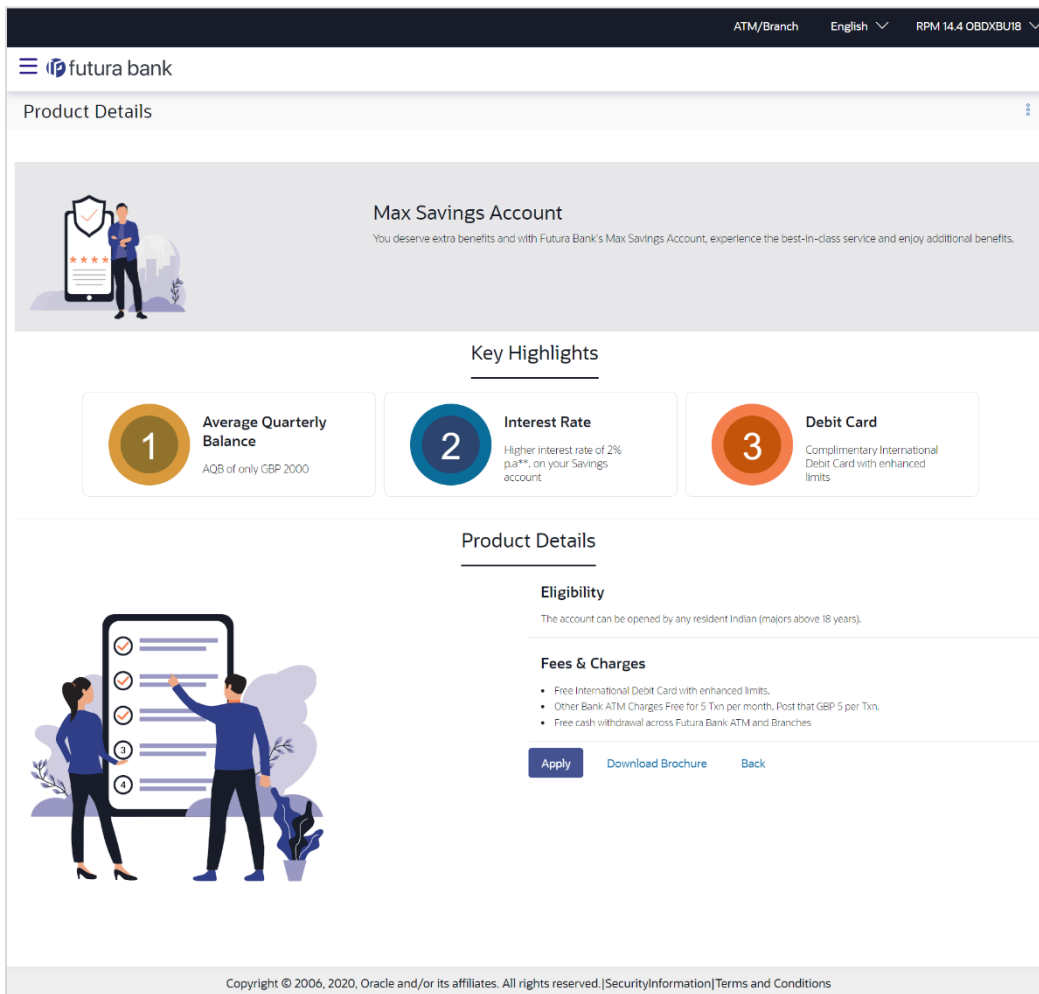 ATM/Branch English RPM 14.4 OBDXBU18
futura bank
Product Details
Max Savings Account
You deserve extra benefits and with Futura Bank's Max Savings Account, experience the best-in-class service and enjoy additional benefits.
****
Key Highlights
1
Average Quarterly
Balance
AQB of only GBP 2000
2
Interest Rate
Higher interest rate of 2%
p.a**. on your Savings
account
3
Debit Card
Complimentary International
Debit Card with enhanced
limits
Product Details
3
4
Eligibility
The account can be opened by any resident Indian (majors above 18 years).
Fees & Charges
• Free International Debit Card with enhanced limits.
• Other Bank ATM Charges Free for 5 Txn per month. Post that GBP 5 per Txn.
• Free cash withdrawal across Futura Bank ATM and Branches
Apply Download Brochure Back
Copyright © 2006, 2020, Oracle and/or its affiliates. All rights reserved.|SecurityInformation|Terms and Conditions